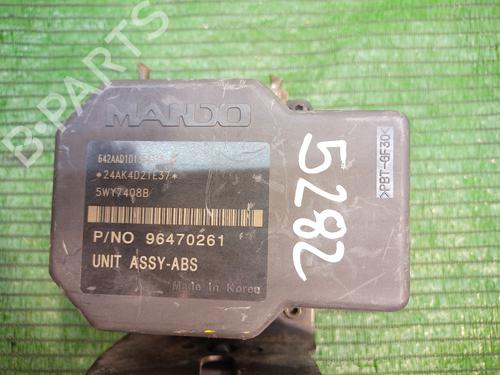 B-PARTS
MANDO
*24AK4D21E37*
5WY7408B
P/NO 96470261
UNIT ASSY-ABS
Made in Korea
5282
>PBT-GF30<